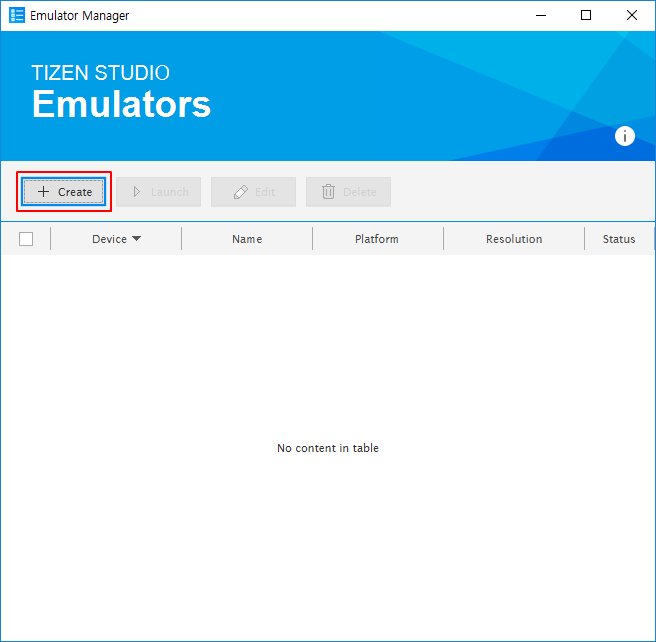 Emulator Manager
TIZEN STUDIO
Emulators
i
Create Launch Edit Delete
Device Name Platform Resolution Status
No content in table